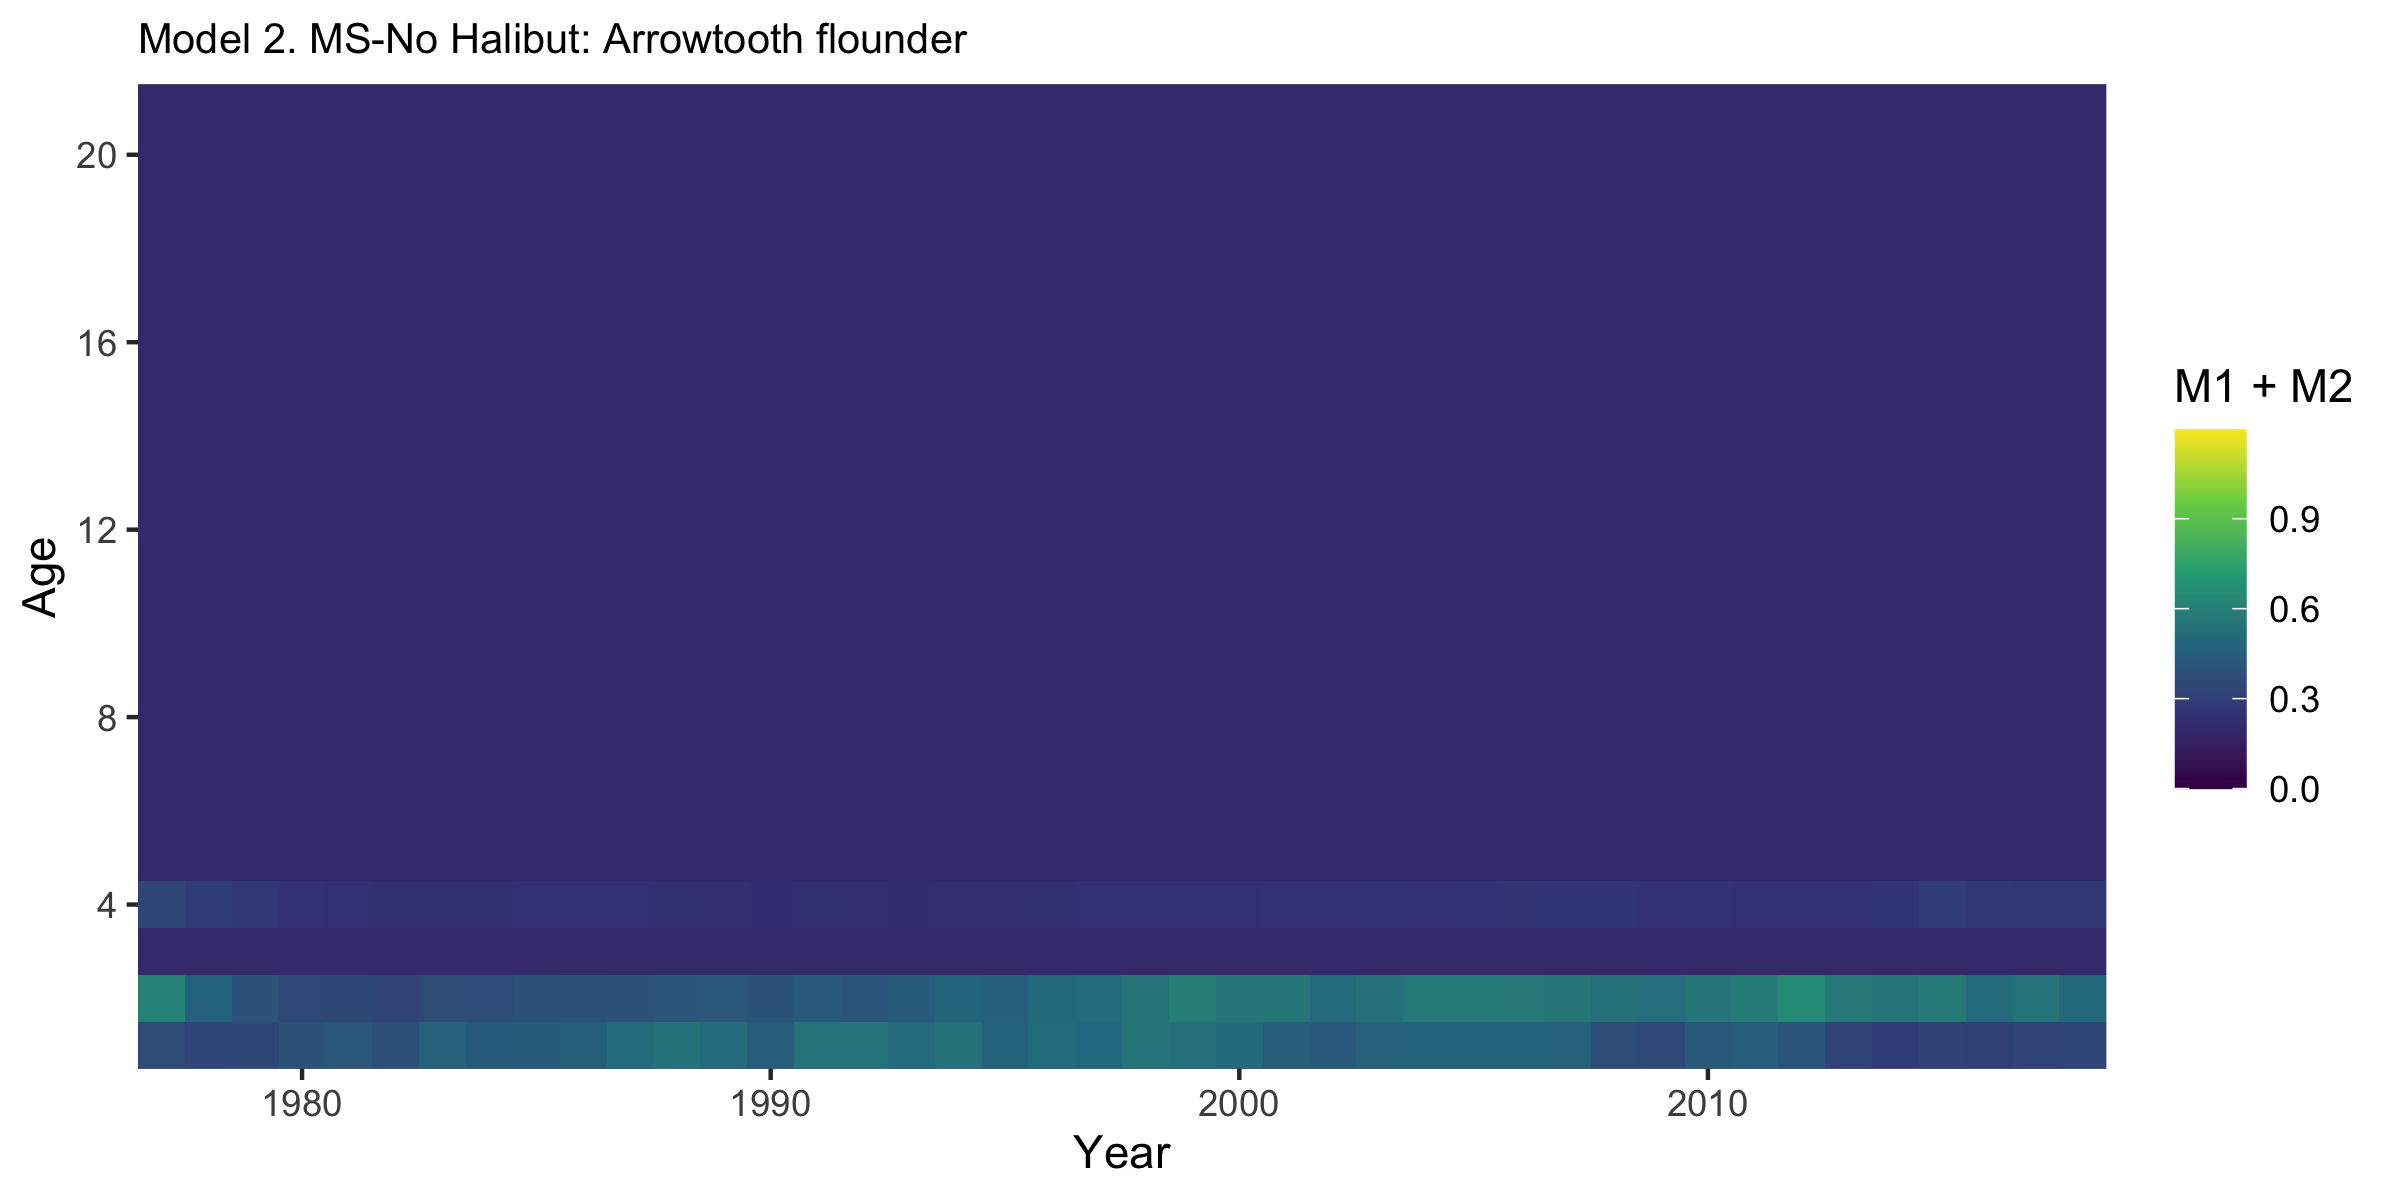 Model 2. MS-No Halibut: Arrowtooth flounder
20
16
12
8
4
Age
1980 1990 2000 2010
Year
M1 + M2
0.9
0.6
0.3
0.0